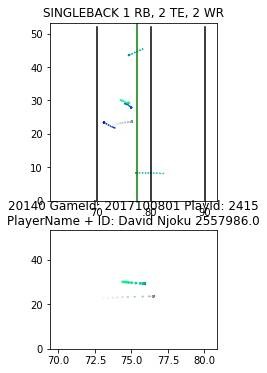 SINGLEBACK 1 RB, 2 TE, 2 WR
50
40
30
20
10
0
70 80 90
20140 GameId: 2017100801 PlayId: 2415
PlayerName + ID: David Njoku 2557986.0
40
20
0
70.0 72.5 75.0 77.5 80.0